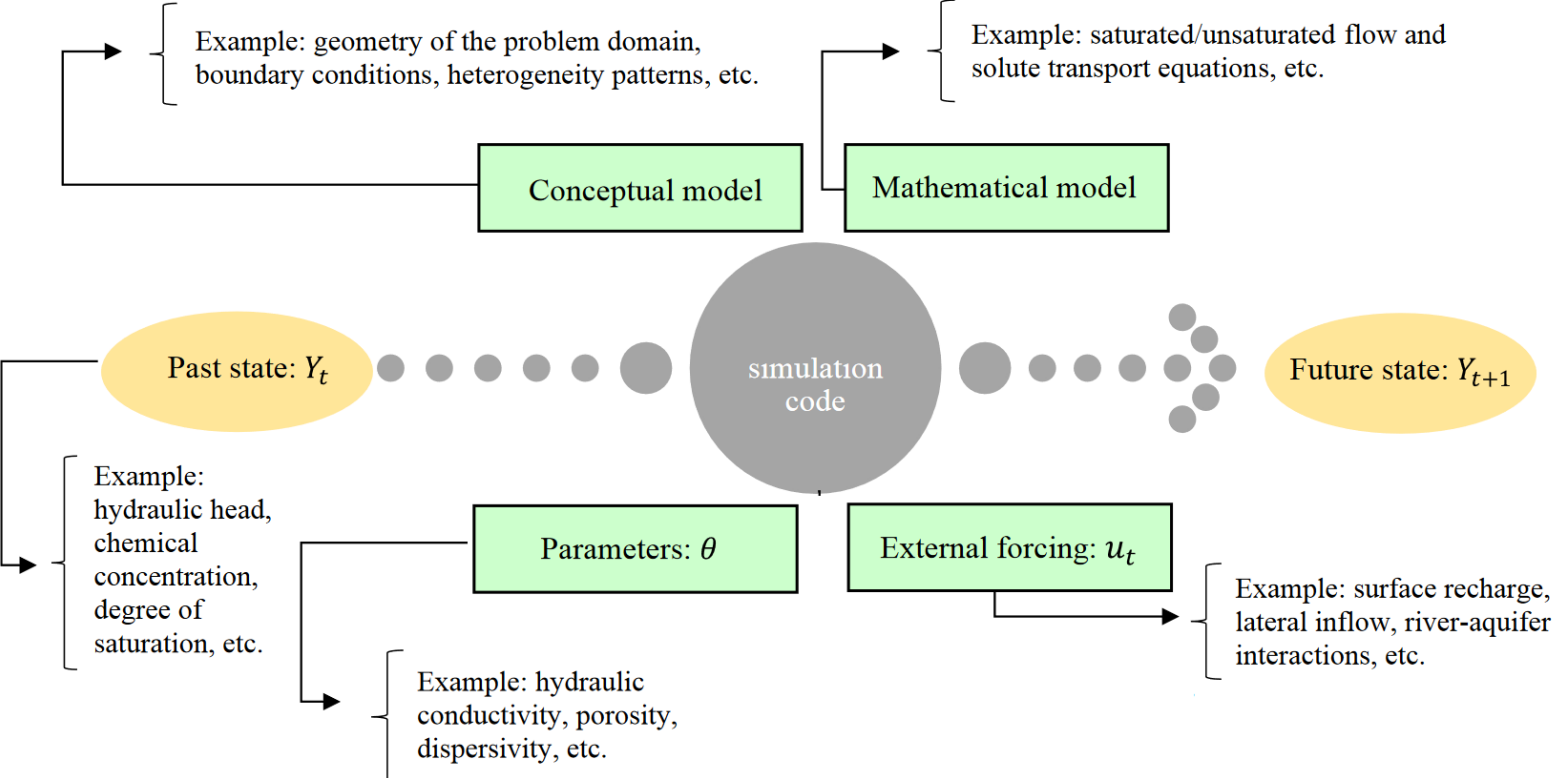 Example: geometry of the problem domain,
boundary conditions, heterogeneity patterns, etc.
Example: saturated/unsaturated flow and
solute transport equations, etc.
Conceptual model
Mathematical model
Past state: Yₜ
simulation
code
Future state: Yₜ₊₁
Example:
hydraulic head,
chemical
concentration,
degree of
saturation, etc.
Parameters: θ
External forcing: uₜ
Example: surface recharge,
lateral inflow, river-aquifer
interactions, etc.
Example: hydraulic
conductivity, porosity,
dispersivity, etc.